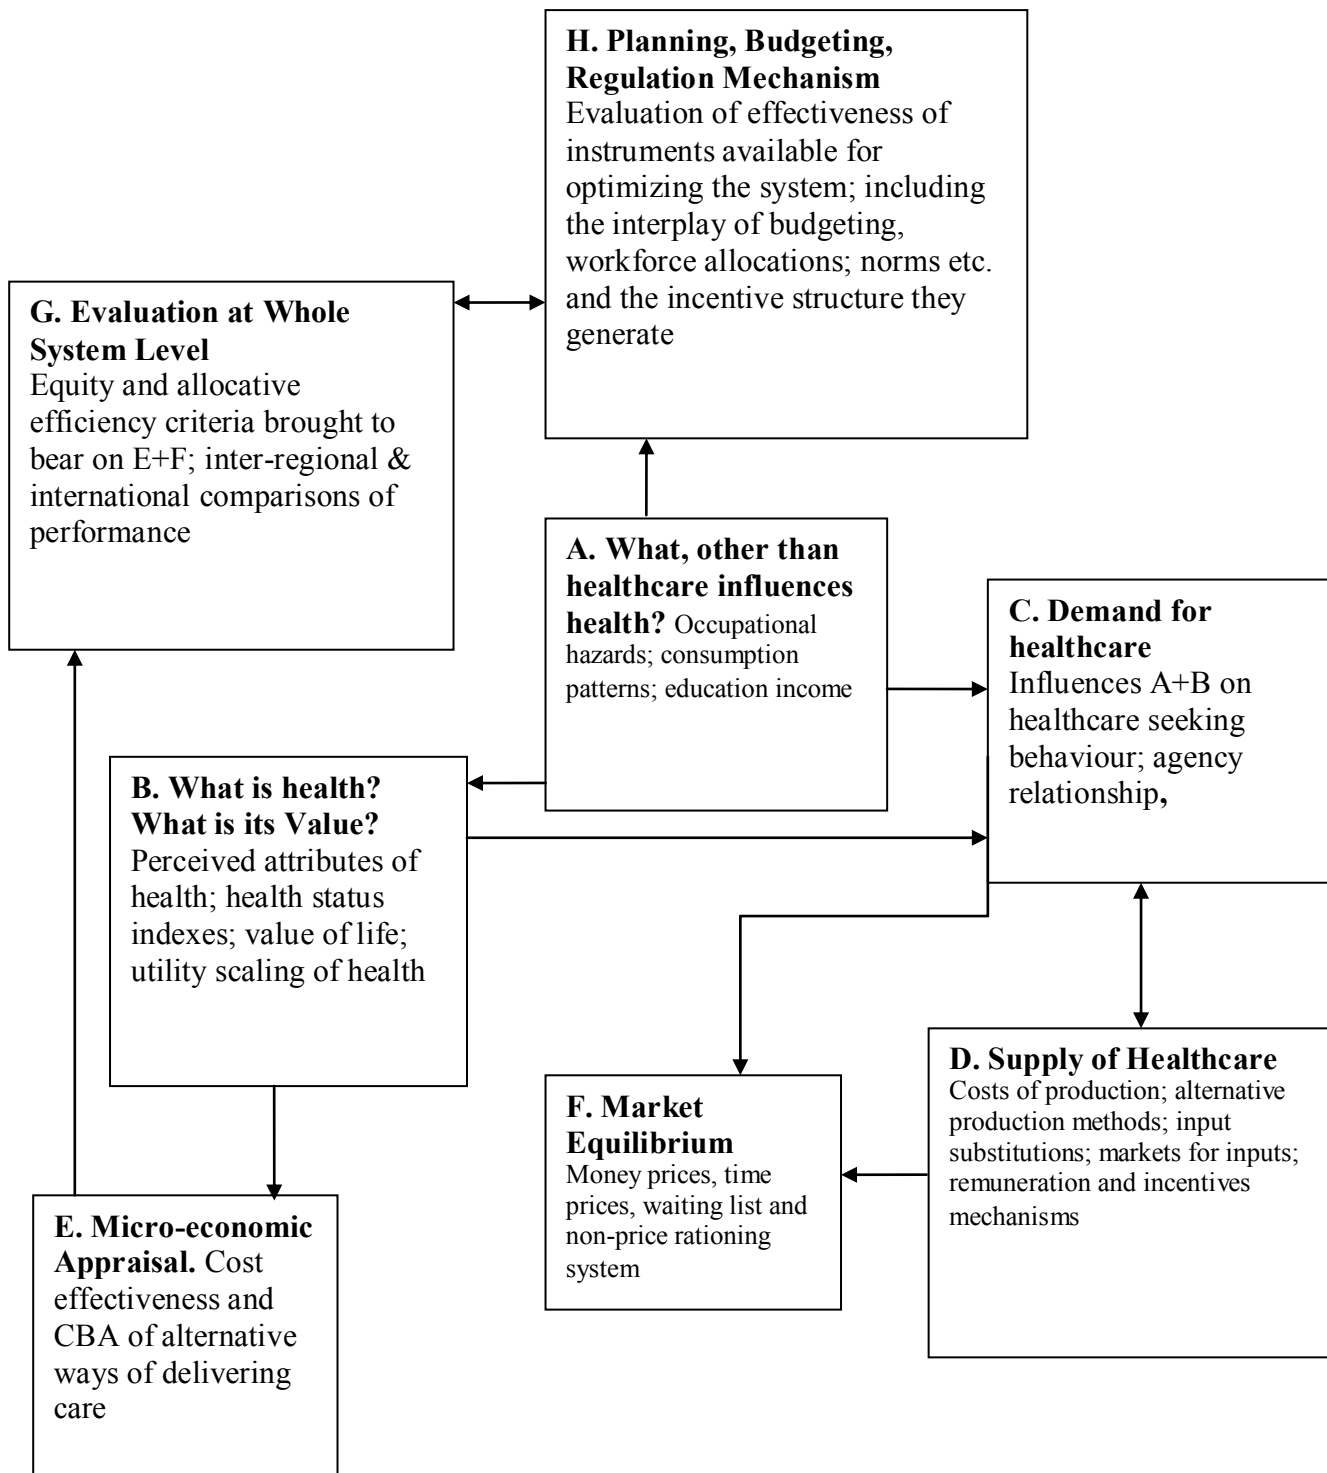 H. Planning, Budgeting,
Regulation Mechanism
Evaluation of effectiveness of
instruments available for
optimizing the system; including
the interplay of budgeting,
workforce allocations; norms etc.
and the incentive structure they
generate
G. Evaluation at Whole
System Level
Equity and allocative
efficiency criteria brought to
bear on E+F; inter-regional &
international comparisons of
performance
A. What, other than
healthcare influences
health? Occupational
hazards; consumption
patterns; education income
C. Demand for
healthcare
Influences A+B on
healthcare seeking
behaviour; agency
relationship,
B. What is health?
What is its Value?
Perceived attributes of
health; health status
indexes; value of life;
utility scaling of health
D. Supply of Healthcare
Costs of production; alternative
production methods; input
substitutions; markets for inputs;
remuneration and incentives
mechanisms
F. Market
Equilibrium
Money prices, time
prices, waiting list and
non-price rationing
system
E. Micro-economic
Appraisal. Cost
effectiveness and
CBA of alternative
ways of delivering
care